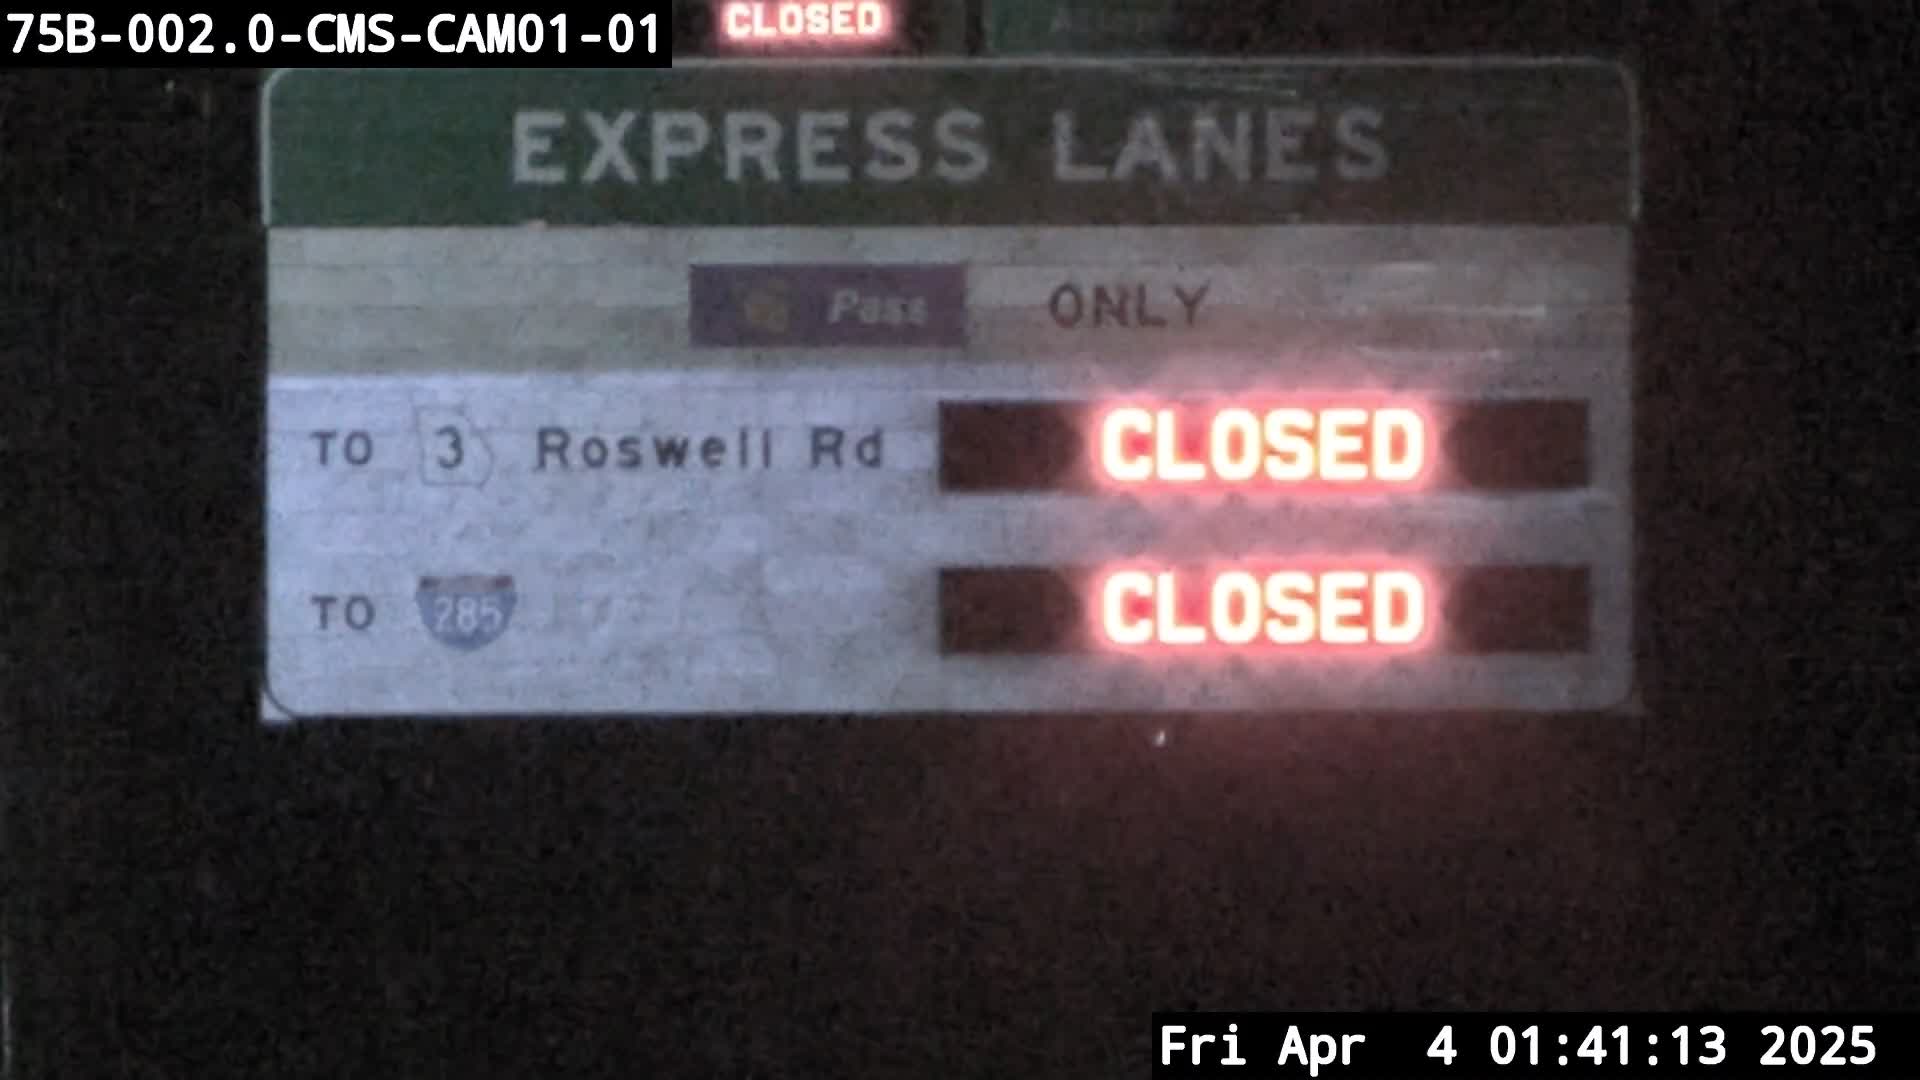 75B-002.0-CMS-CAM01-01
CLOSED
EXPRESS LANES
Pass ONLY
TO 3 Roswell Rd CLOSED
TO 285 CLOSED
Fri Apr 4 01:41:13 2025